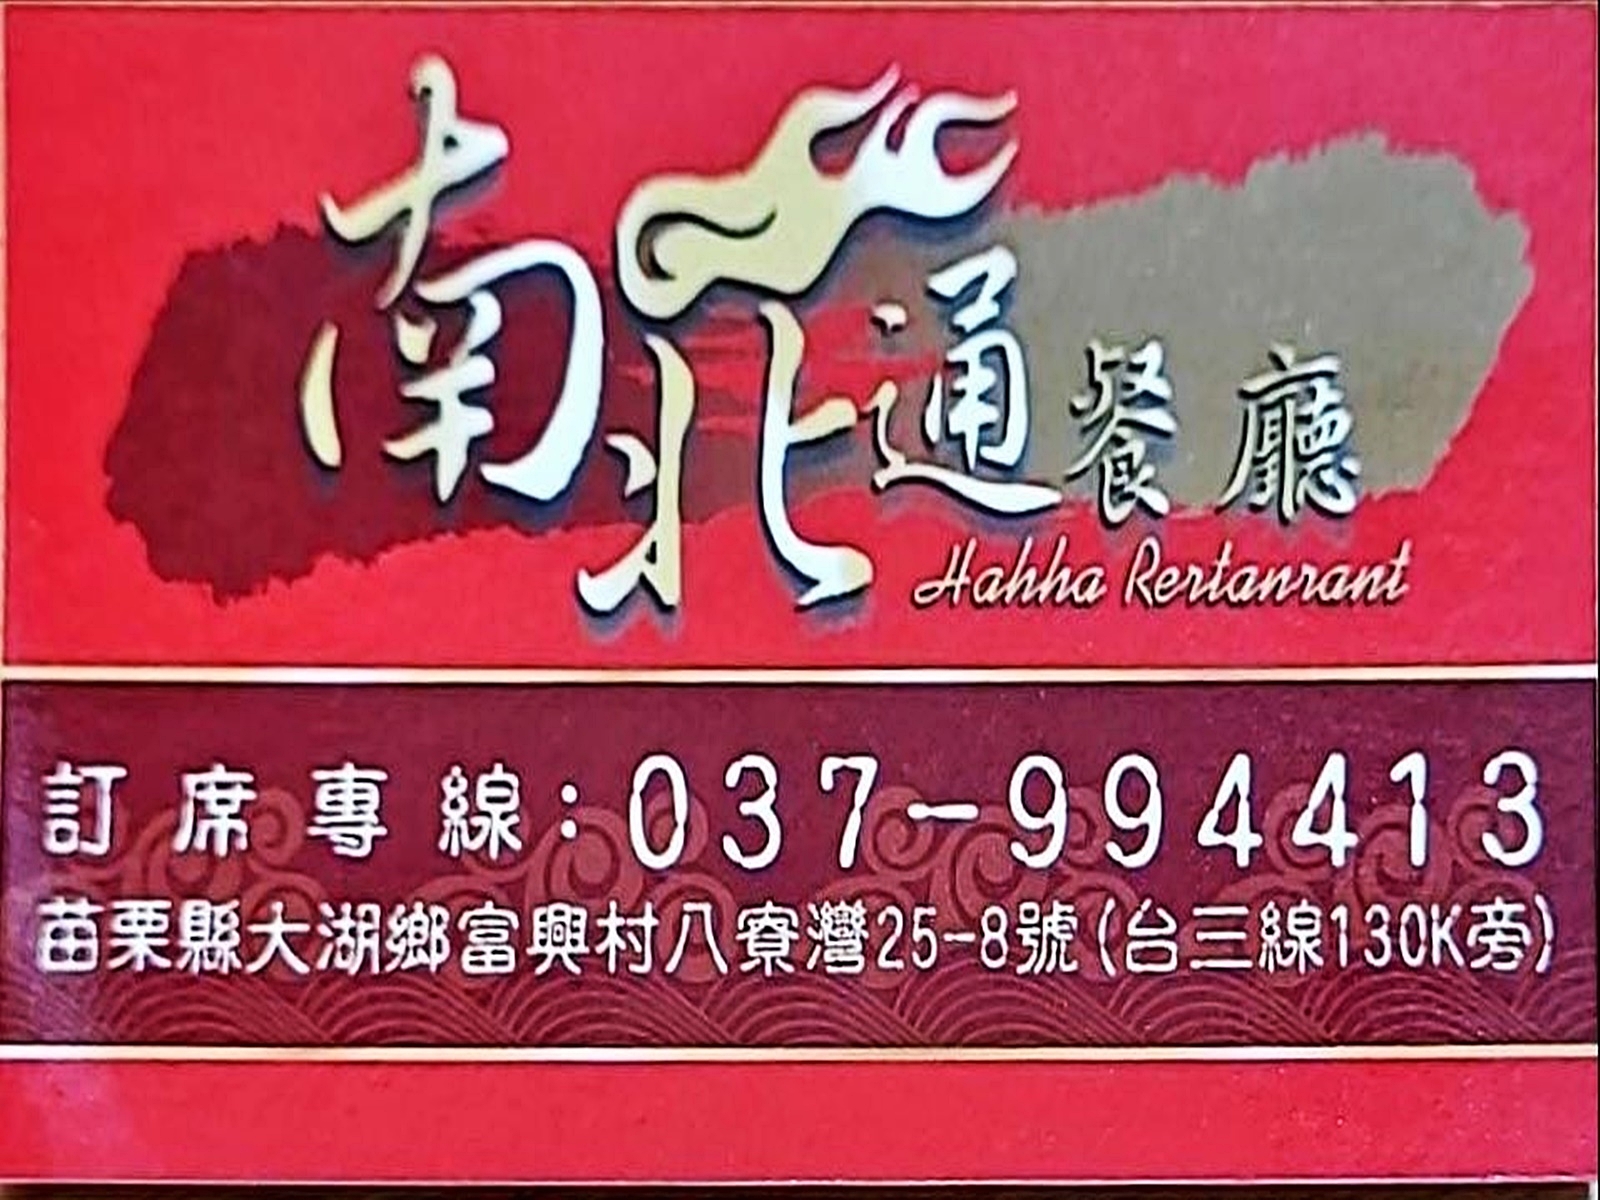 南北通餐廳
Hahha Rertanrant
訂席專線:037-994413
苗栗縣大湖鄉富興村八寮灣25-8號(台三線130K旁)